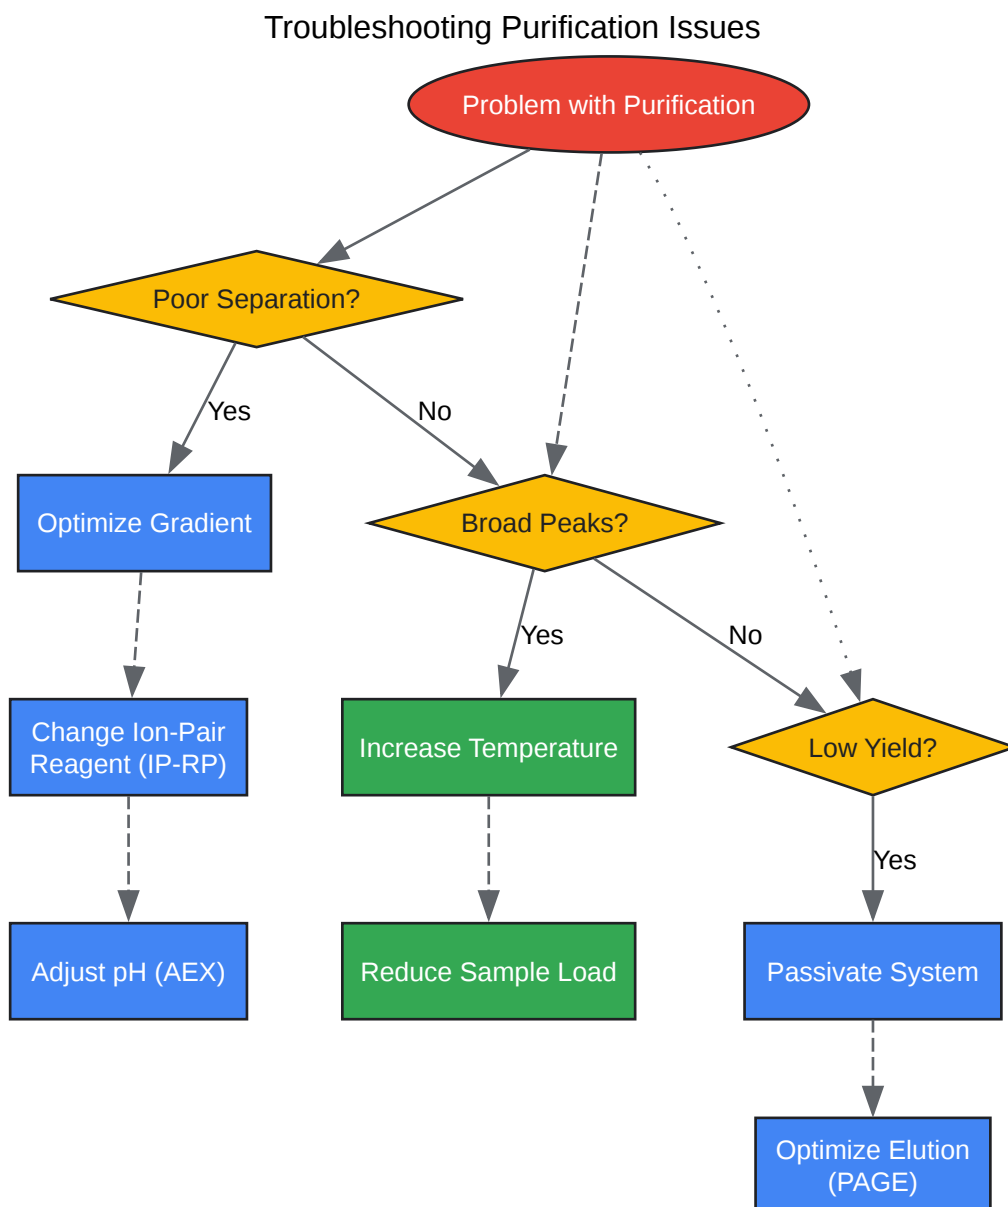 Troubleshooting Purification Issues
Problem with Purification
Poor Separation?
Yes
No
Optimize Gradient
Broad Peaks?
Yes
No
Change Ion-Pair
Reagent (IP-RP)
Increase Temperature
Low Yield?
Yes
Adjust pH (AEX)
Reduce Sample Load
Passivate System
Optimize Elution
(PAGE)